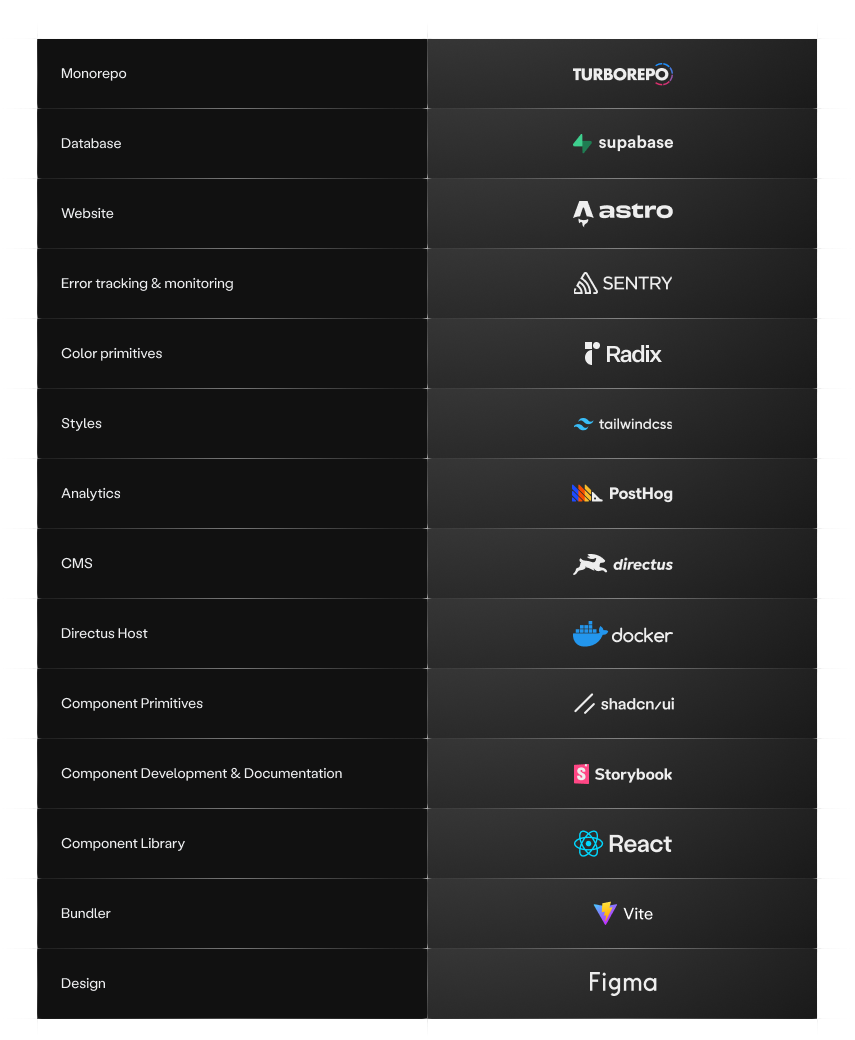 Monorepo
TURBOREPO
Database
supabase
Website
astro
Error tracking & monitoring
SENTRY
Color primitives
Radix
Styles
tailwindcss
Analytics
PostHog
CMS
directus
Directus Host
docker
Component Primitives
shadcn/ui
Component Development & Documentation
S Storybook
Component Library
React
Bundler
Vite
Design
Figma